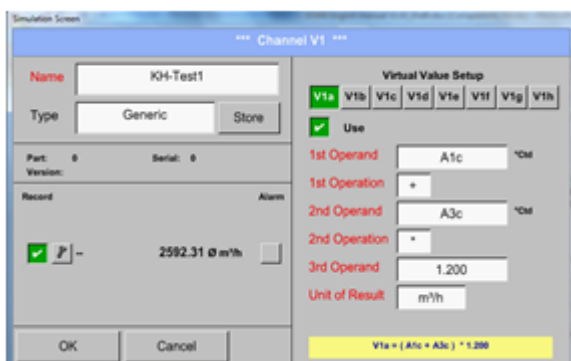 Simulation Screen
*** Channel V1 ***
Name KH-Test1
Type Generic Store
Part: 0 Serial: 0
Version:
Record Alarm
-- 2592.31 Ø m³/h
OK Cancel
Virtual Value Setup
V1a V1b V1c V1d V1e V1f V1g V1h
Use
1st Operand A1c °Chl
1st Operation +
2nd Operand A3c °Chl
2nd Operation *
3rd Operand 1.200
Unit of Result m³/h
V1a = ( A1c + A3c ) * 1.200